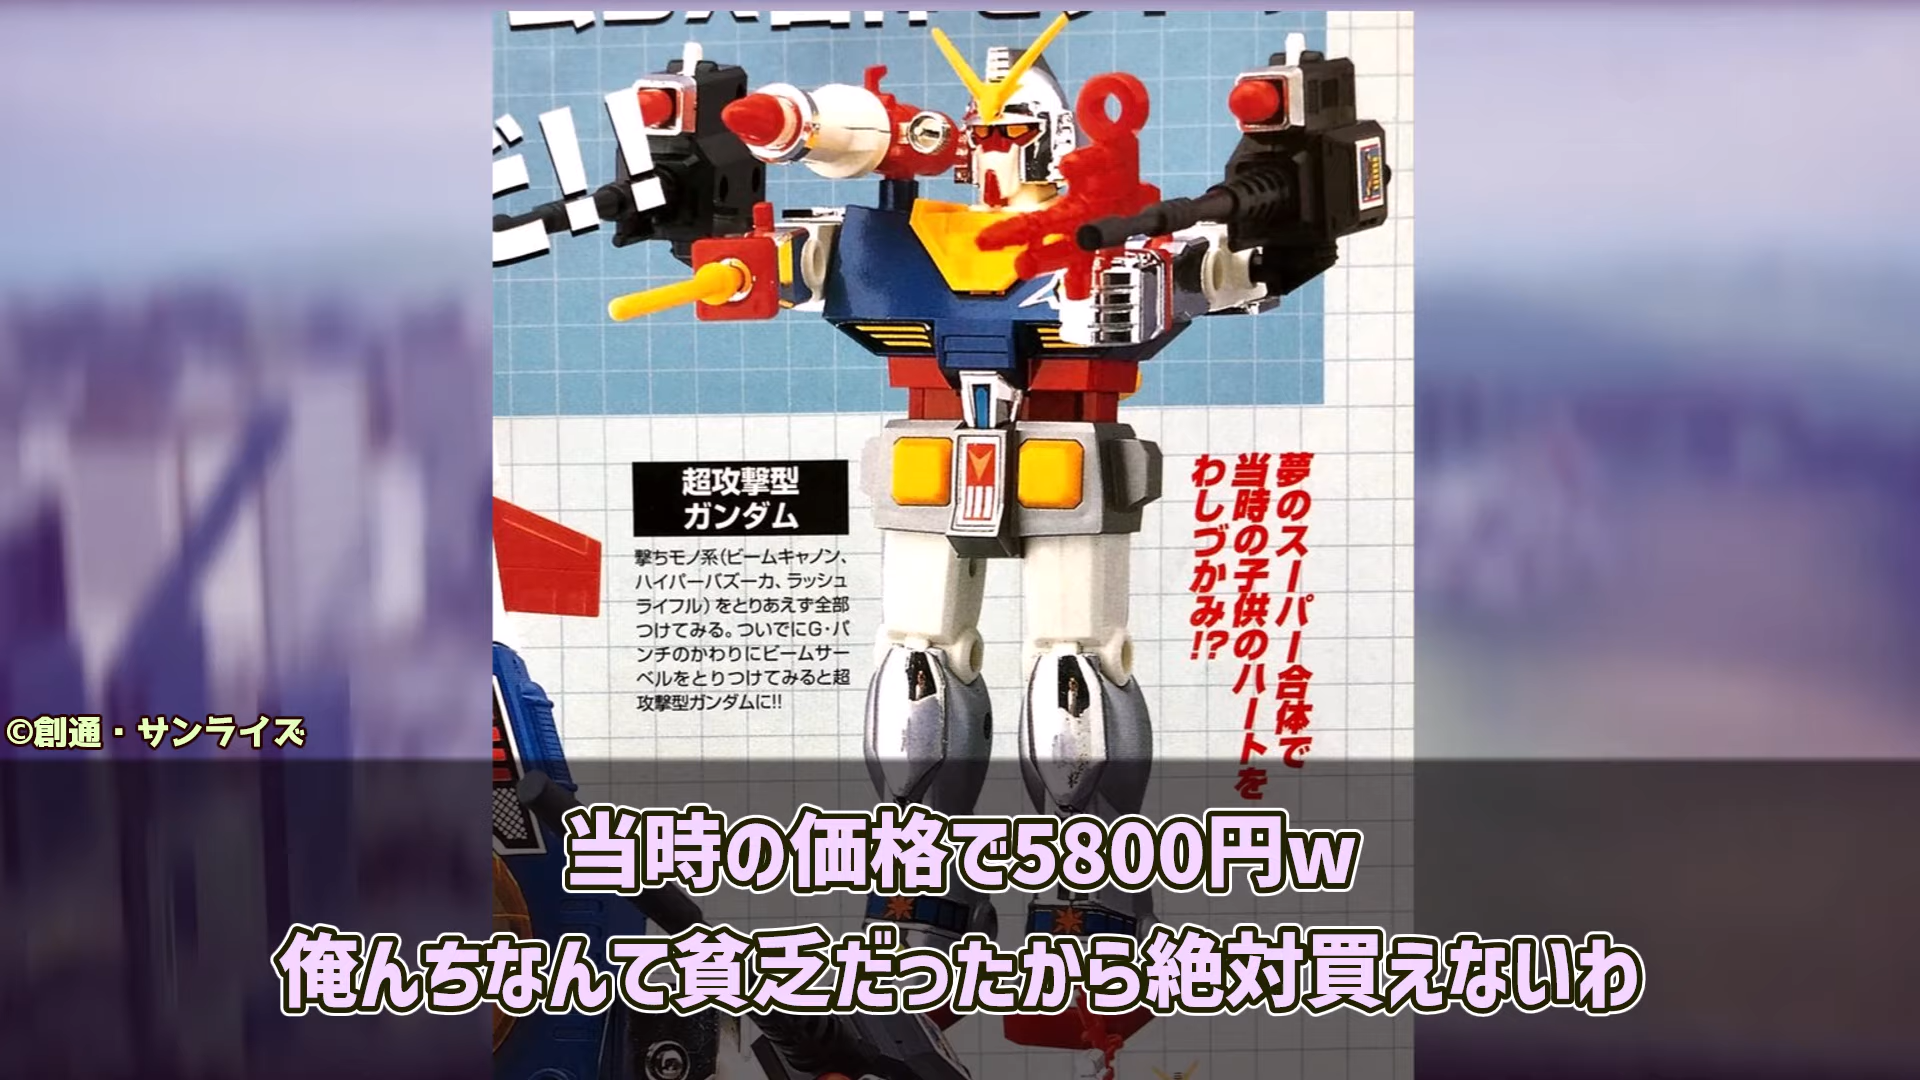 ど!!
超攻撃型
ガンダム
撃ちモノ系(ビームキャノン、
ハイパーバズーカ、ラッシュ
ライフル)をとりあえず全部
つけてみる。ついでにG・パ
ンチのかわりにビームサー
ベルをとりつけてみると超
攻撃型ガンダムに!!
夢のスーパー合体で
当時の子供のハートを
わしづかみ!?
©創通・サンライズ
当時の価格で5800円w
俺んちなんて貧乏だったから絶対買えないわ